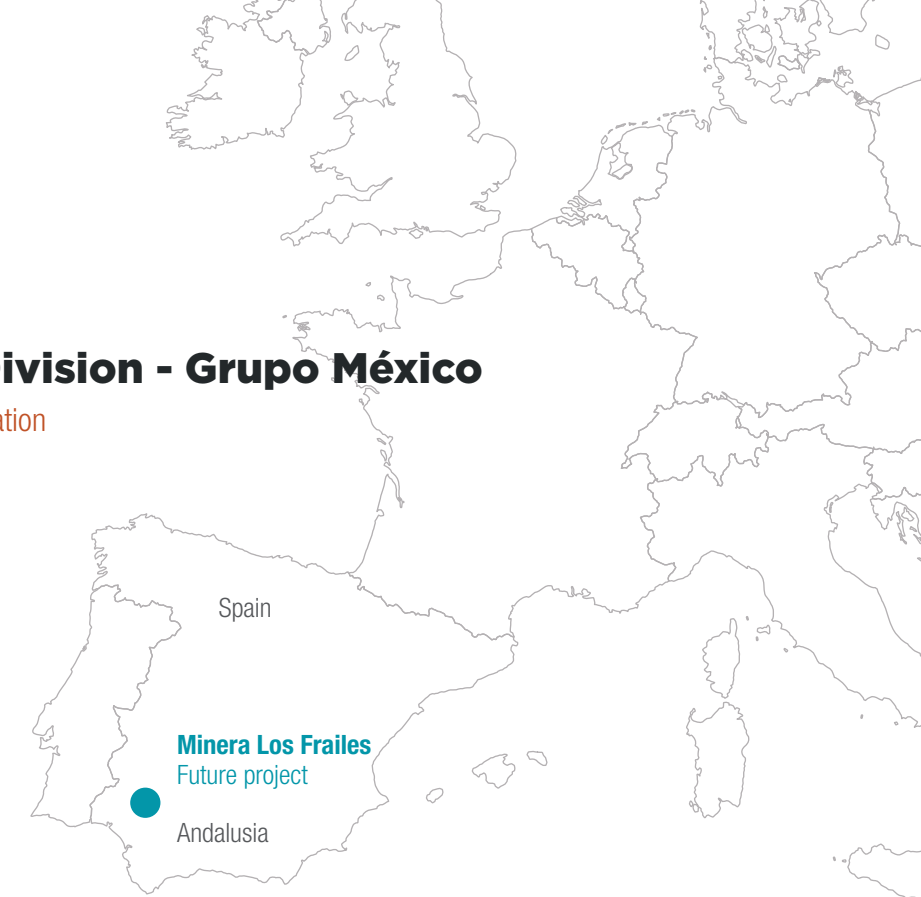 ivision - Grupo México
ation
Spain
Minera Los Frailes
Future project
Andalusia